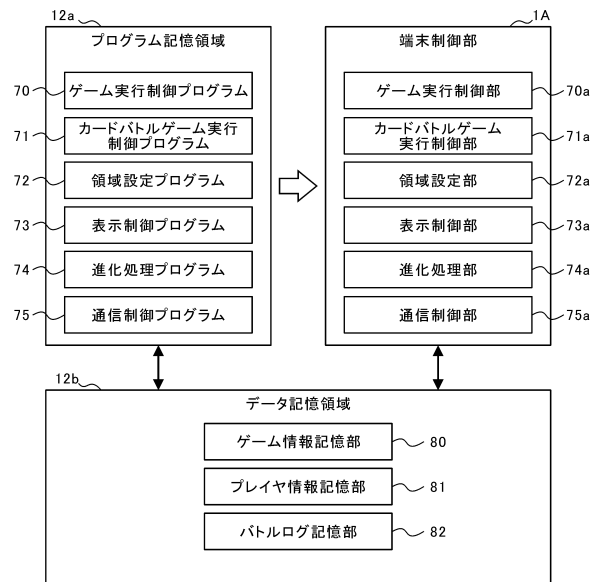 12a
プログラム記憶領域
70
ゲーム実行制御プログラム
71
カードバトルゲーム実行
制御プログラム
72
領域設定プログラム
73
表示制御プログラム
74
進化処理プログラム
75
通信制御プログラム
1A
端末制御部
ゲーム実行制御部
70a
カードバトルゲーム
実行制御部
71a
領域設定部
72a
表示制御部
73a
進化処理部
74a
通信制御部
75a
12b
データ記憶領域
ゲーム情報記憶部
80
プレイヤ情報記憶部
81
バトルログ記憶部
82